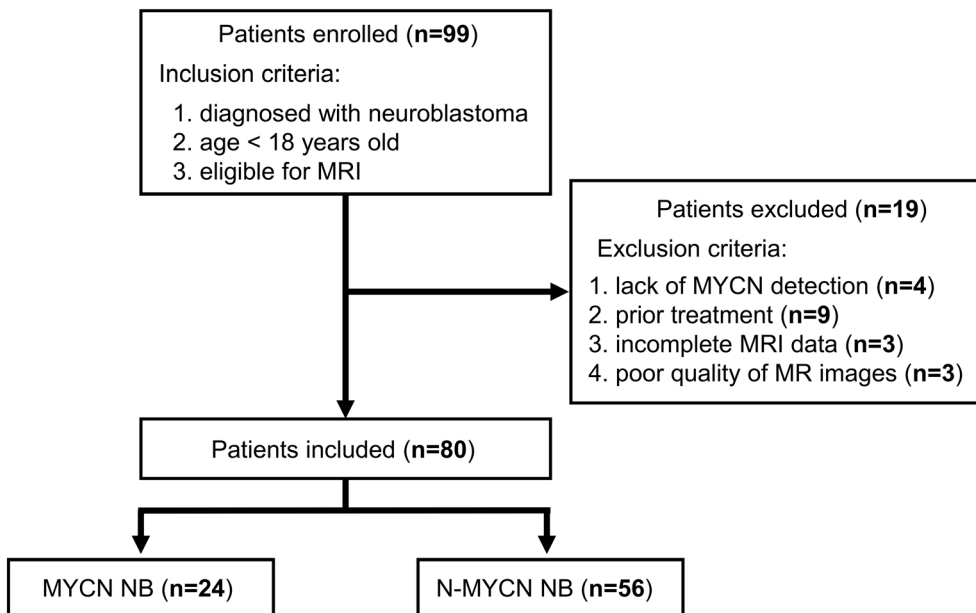 Patients enrolled (n=99)
Inclusion criteria:
1. diagnosed with neuroblastoma
2. age < 18 years old
3. eligible for MRI
Patients excluded (n=19)
Exclusion criteria:
1. lack of MYCN detection (n=4)
2. prior treatment (n=9)
3. incomplete MRI data (n=3)
4. poor quality of MR images (n=3)
Patients included (n=80)
MYCN NB (n=24)
N-MYCN NB (n=56)